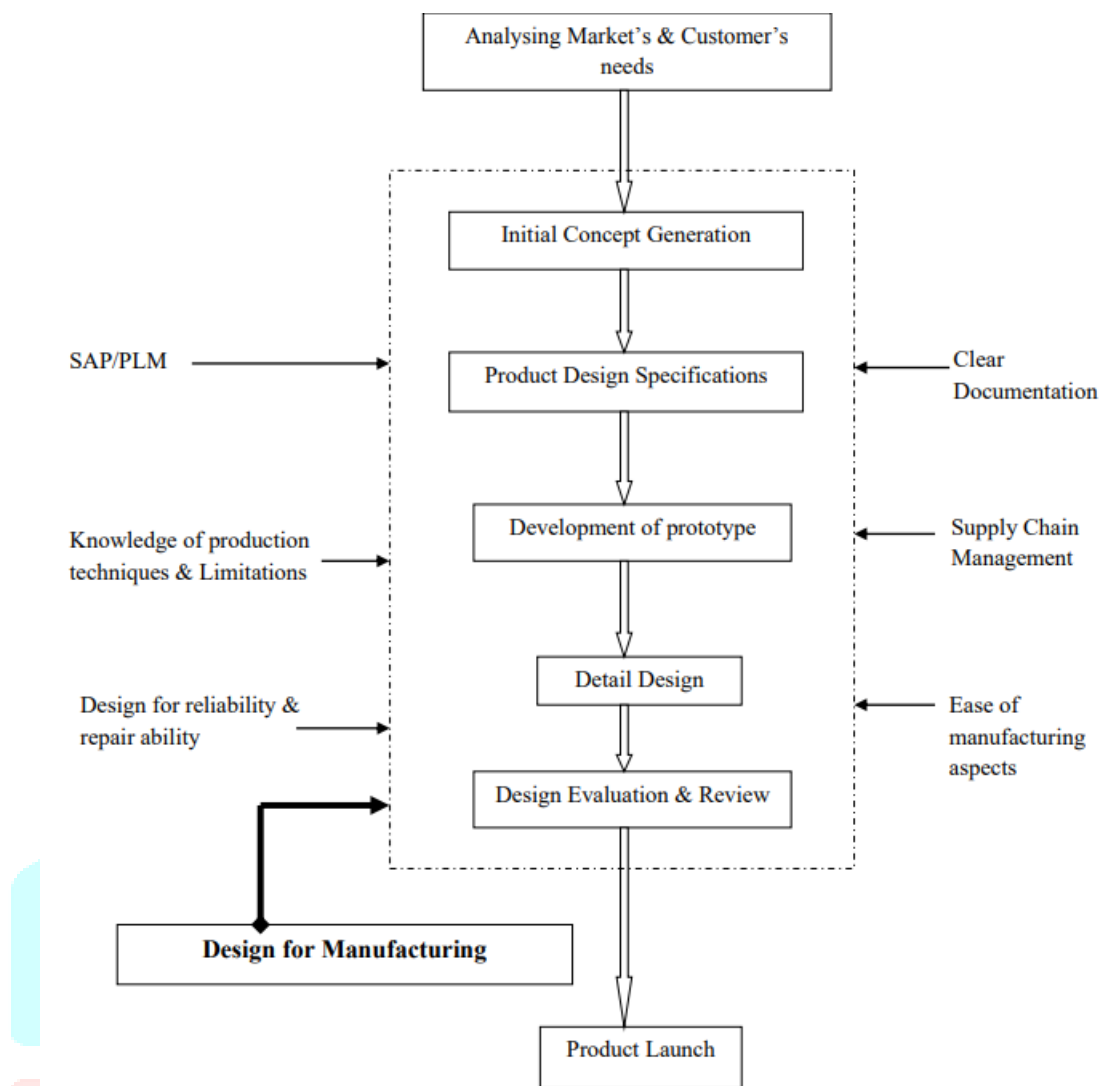 Analysing Market's & Customer's
needs
Initial Concept Generation
SAP/PLM
Product Design Specifications
Clear
Documentation
Knowledge of production
techniques & Limitations
Development of prototype
Supply Chain
Management
Design for reliability &
repair ability
Detail Design
Ease of
manufacturing
aspects
Design Evaluation & Review
Design for Manufacturing
Product Launch